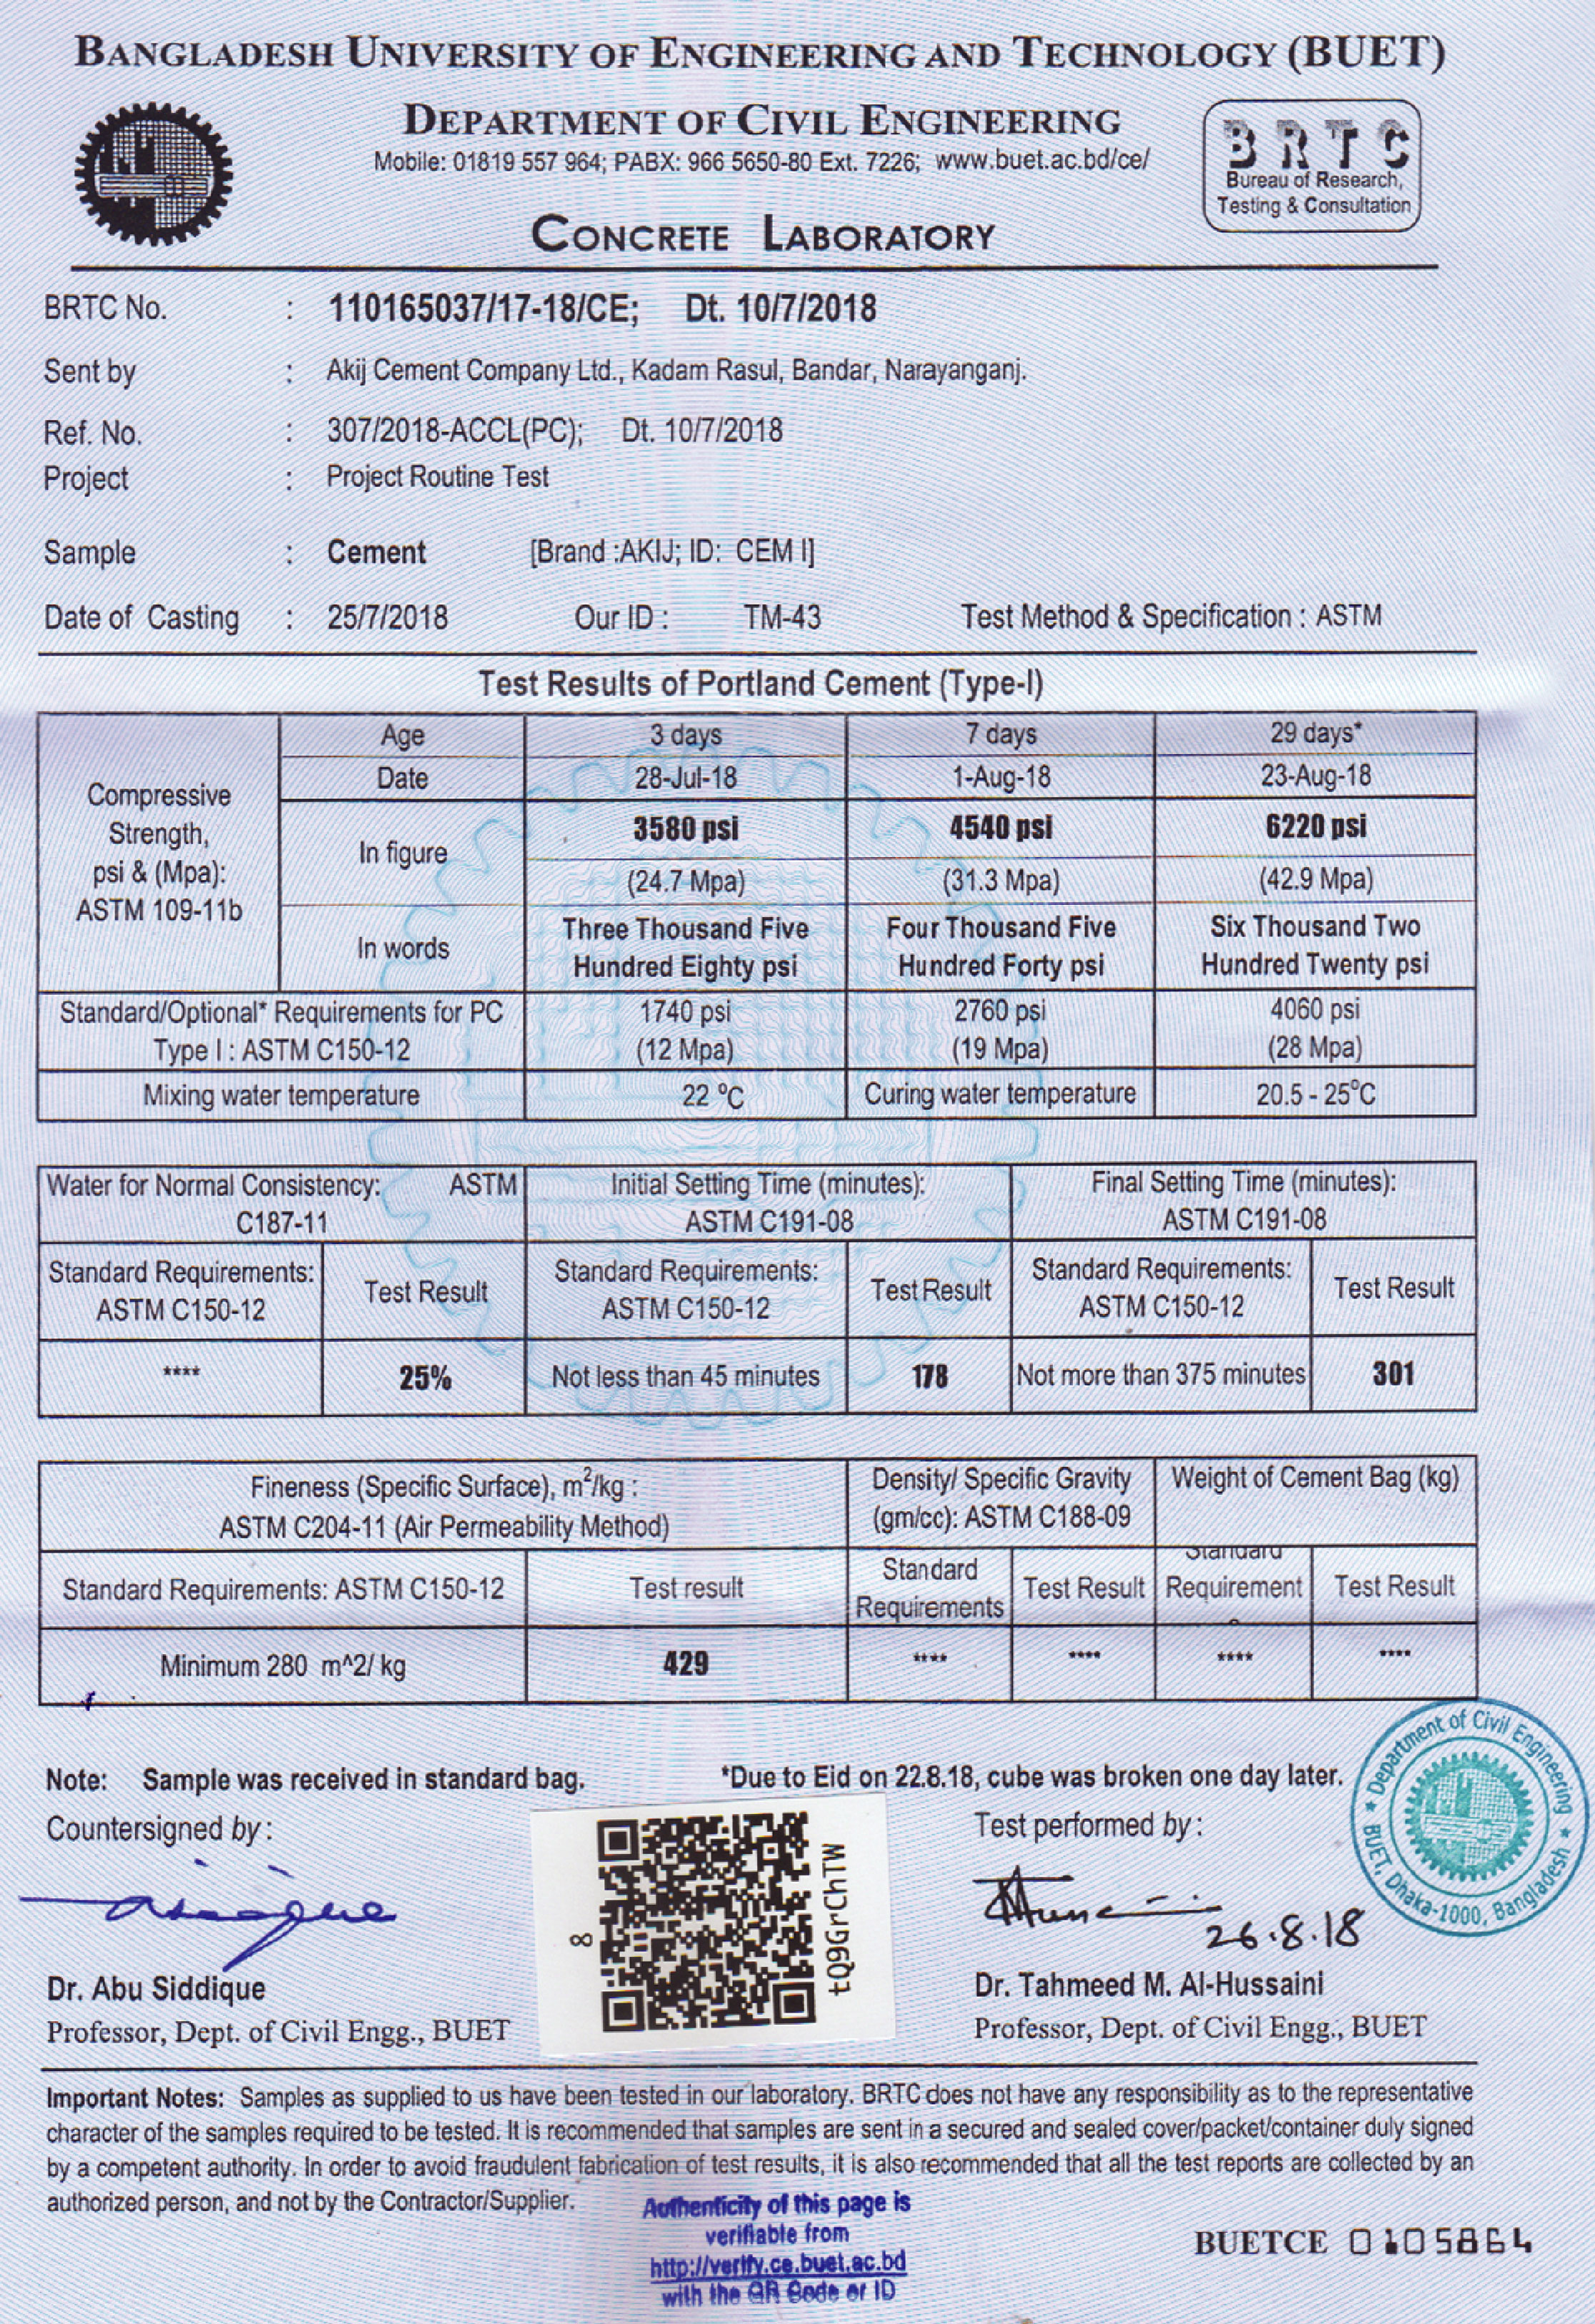 BANGLADESH UNIVERSITY OF ENGINEERING AND TECHNOLOGY (BUET)
DEPARTMENT OF CIVIL ENGINEERING
Mobile: 01819 557 964; PABX: 966 5650-80 Ext. 7226; www.buet.ac.bd/ce/
BRTC
Bureau of Research,
Testing & Consultation
CONCRETE LABORATORY
BRTC No. : 110165037/17-18/CE; Dt. 10/7/2018
Sent by : Akij Cement Company Ltd., Kadam Rasul, Bandar, Narayanganj.
Ref. No. : 307/2018-ACCL(PC); Dt. 10/7/2018
Project : Project Routine Test
Sample : Cement [Brand :AKIJ; ID: CEM I]
Date of Casting : 25/7/2018 Our ID : TM-43 Test Method & Specification : ASTM
Test Results of Portland Cement (Type-I)
Compressive Strength, psi & (Mpa): ASTM 109-11b
Age 3 days 7 days 29 days*
Date 28-Jul-18 1-Aug-18 23-Aug-18
In figure 3580 psi 4540 psi 6220 psi
(24.7 Mpa) (31.3 Mpa) (42.9 Mpa)
In words Three Thousand Five Hundred Eighty psi Four Thousand Five Hundred Forty psi Six Thousand Two Hundred Twenty psi
Standard/Optional* Requirements for PC 1740 psi 2760 psi 4060 psi
Type I : ASTM C150-12 (12 Mpa) (19 Mpa) (28 Mpa)
Mixing water temperature 22 °C Curing water temperature 20.5 - 25°C
Water for Normal Consistency: ASTM C187-11 Initial Setting Time (minutes): ASTM C191-08 Final Setting Time (minutes): ASTM C191-08
Standard Requirements: ASTM C150-12 Test Result Standard Requirements: ASTM C150-12 Test Result Standard Requirements: ASTM C150-12 Test Result
**** 25% Not less than 45 minutes 178 Not more than 375 minutes 301
Fineness (Specific Surface), m²/kg : ASTM C204-11 (Air Permeability Method) Density/ Specific Gravity (gm/cc): ASTM C188-09 Weight of Cement Bag (kg)
Standard Requirements: ASTM C150-12 Test result Standard Requirements Test Result Standard Requirement Test Result
Minimum 280 m^2/ kg 429 **** **** **** ****
Note: Sample was received in standard bag. *Due to Eid on 22.8.18, cube was broken one day later.
Countersigned by : Test performed by :
tQ9GrChTW
8
26.8.18
Dr. Abu Siddique
Professor, Dept. of Civil Engg., BUET
Dr. Tahmeed M. Al-Hussaini
Professor, Dept. of Civil Engg., BUET
* Department of Civil Engineering * BUET, Dhaka-1000, Bangladesh
Important Notes: Samples as supplied to us have been tested in our laboratory. BRTC does not have any responsibility as to the representative
character of the samples required to be tested. It is recommended that samples are sent in a secured and sealed cover/packet/container duly signed
by a competent authority. In order to avoid fraudulent fabrication of test results, it is also recommended that all the test reports are collected by an
authorized person, and not by the Contractor/Supplier.
Authenticity of this page is
verifiable from
http://verify.ce.buet.ac.bd
with the QR Code or ID
BUETCE 0105864